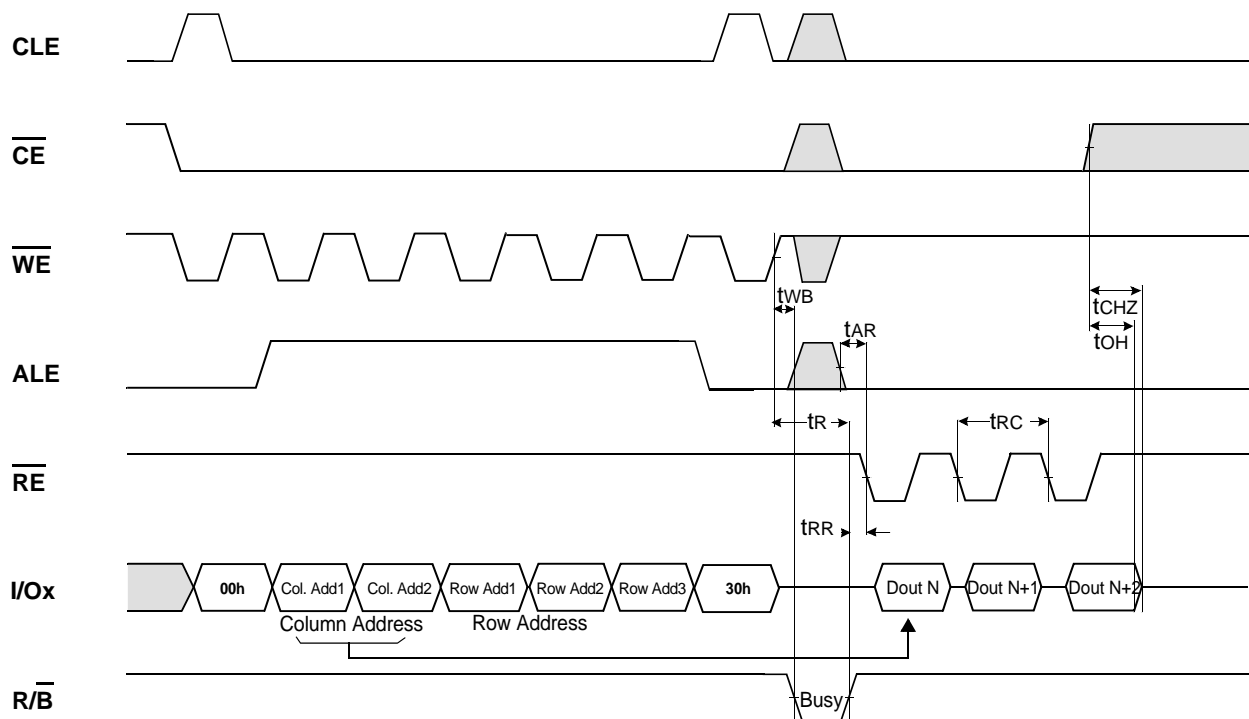 CLE
CE
WE
tWB
tCHZ
tAR
tOH
ALE
tR
tRC
RE
tRR
I/Ox
00h
Col. Add1
Col. Add2
Row Add1
Row Add2
Row Add3
30h
Dout N
Dout N+1
Dout N+2
Column Address
Row Address
R/B
Busy